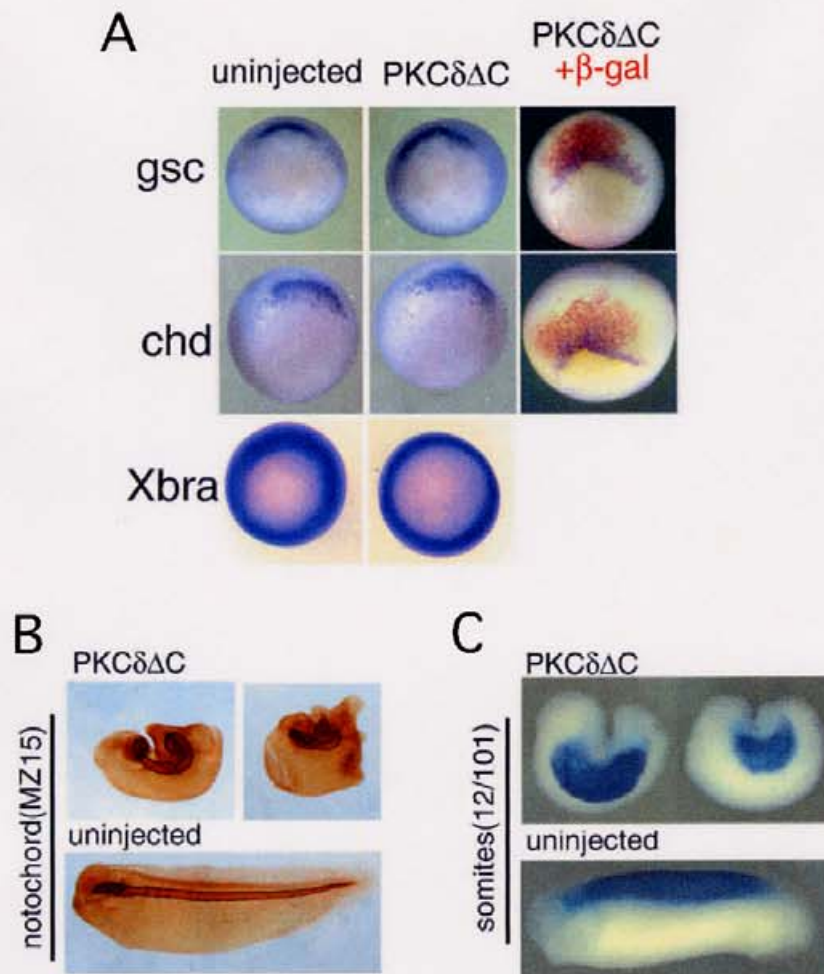 A
uninjected
PKCδΔC
PKCδΔC
+β-gal
gsc
chd
Xbra
B
PKCδΔC
notochord(MZ15)
uninjected
C
PKCδΔC
somites(12/101)
uninjected